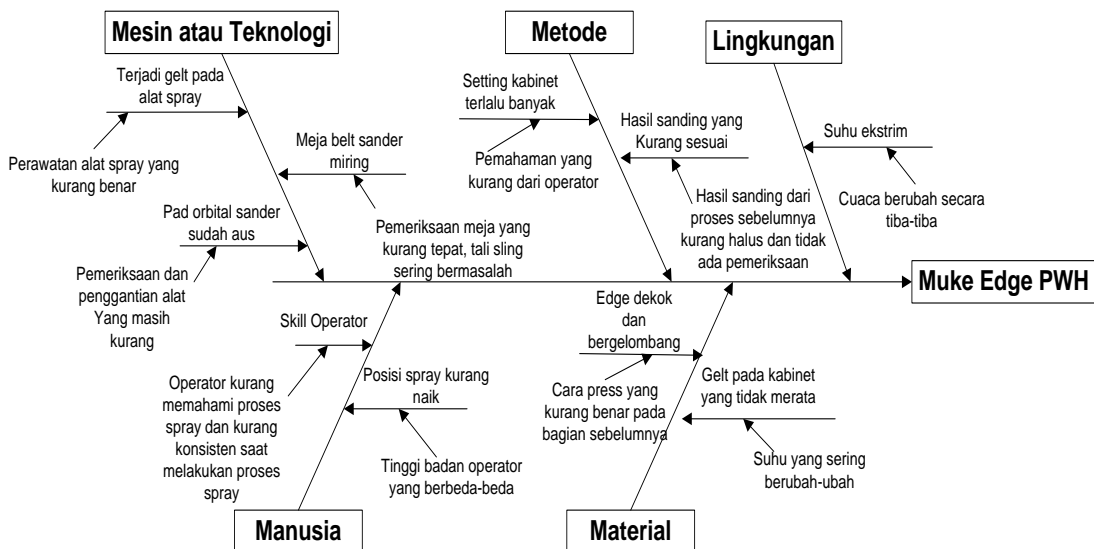 Mesin atau Teknologi
Metode
Lingkungan
Terjadi gelt pada
alat spray
Perawatan alat spray yang
kurang benar
Meja belt sander
miring
Pemeriksaan meja yang
kurang tepat, tali sling
sering bermasalah
Pad orbital sander
sudah aus
Pemeriksaan dan
penggantian alat
Yang masih
kurang
Setting kabinet
terlalu banyak
Pemahaman yang
kurang dari operator
Hasil sanding yang
Kurang sesuai
Hasil sanding dari
proses sebelumnya
kurang halus dan tidak
ada pemeriksaan
Suhu ekstrim
Cuaca berubah secara
tiba-tiba
Muke Edge PWH
Skill Operator
Operator kurang
memahami proses
spray dan kurang
konsisten saat
melakukan proses
spray
Posisi spray kurang
naik
Tinggi badan operator
yang berbeda-beda
Edge dekok
dan
bergelombang
Cara press yang
kurang benar pada
bagian sebelumnya
Gelt pada kabinet
yang tidak merata
Suhu yang sering
berubah-ubah
Manusia
Material